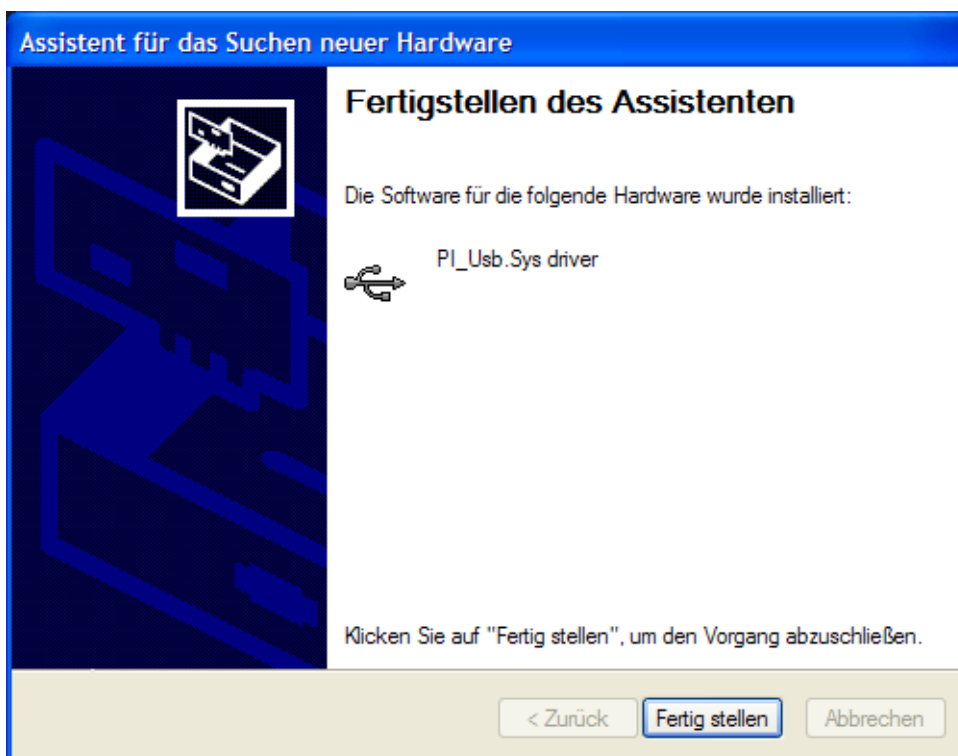 Assistent für das Suchen neuer Hardware
Fertigstellen des Assistenten
Die Software für die folgende Hardware wurde installiert:
PI_Usb.Sys driver
Klicken Sie auf "Fertig stellen", um den Vorgang abzuschließen.
< Zurück Fertig stellen Abbrechen